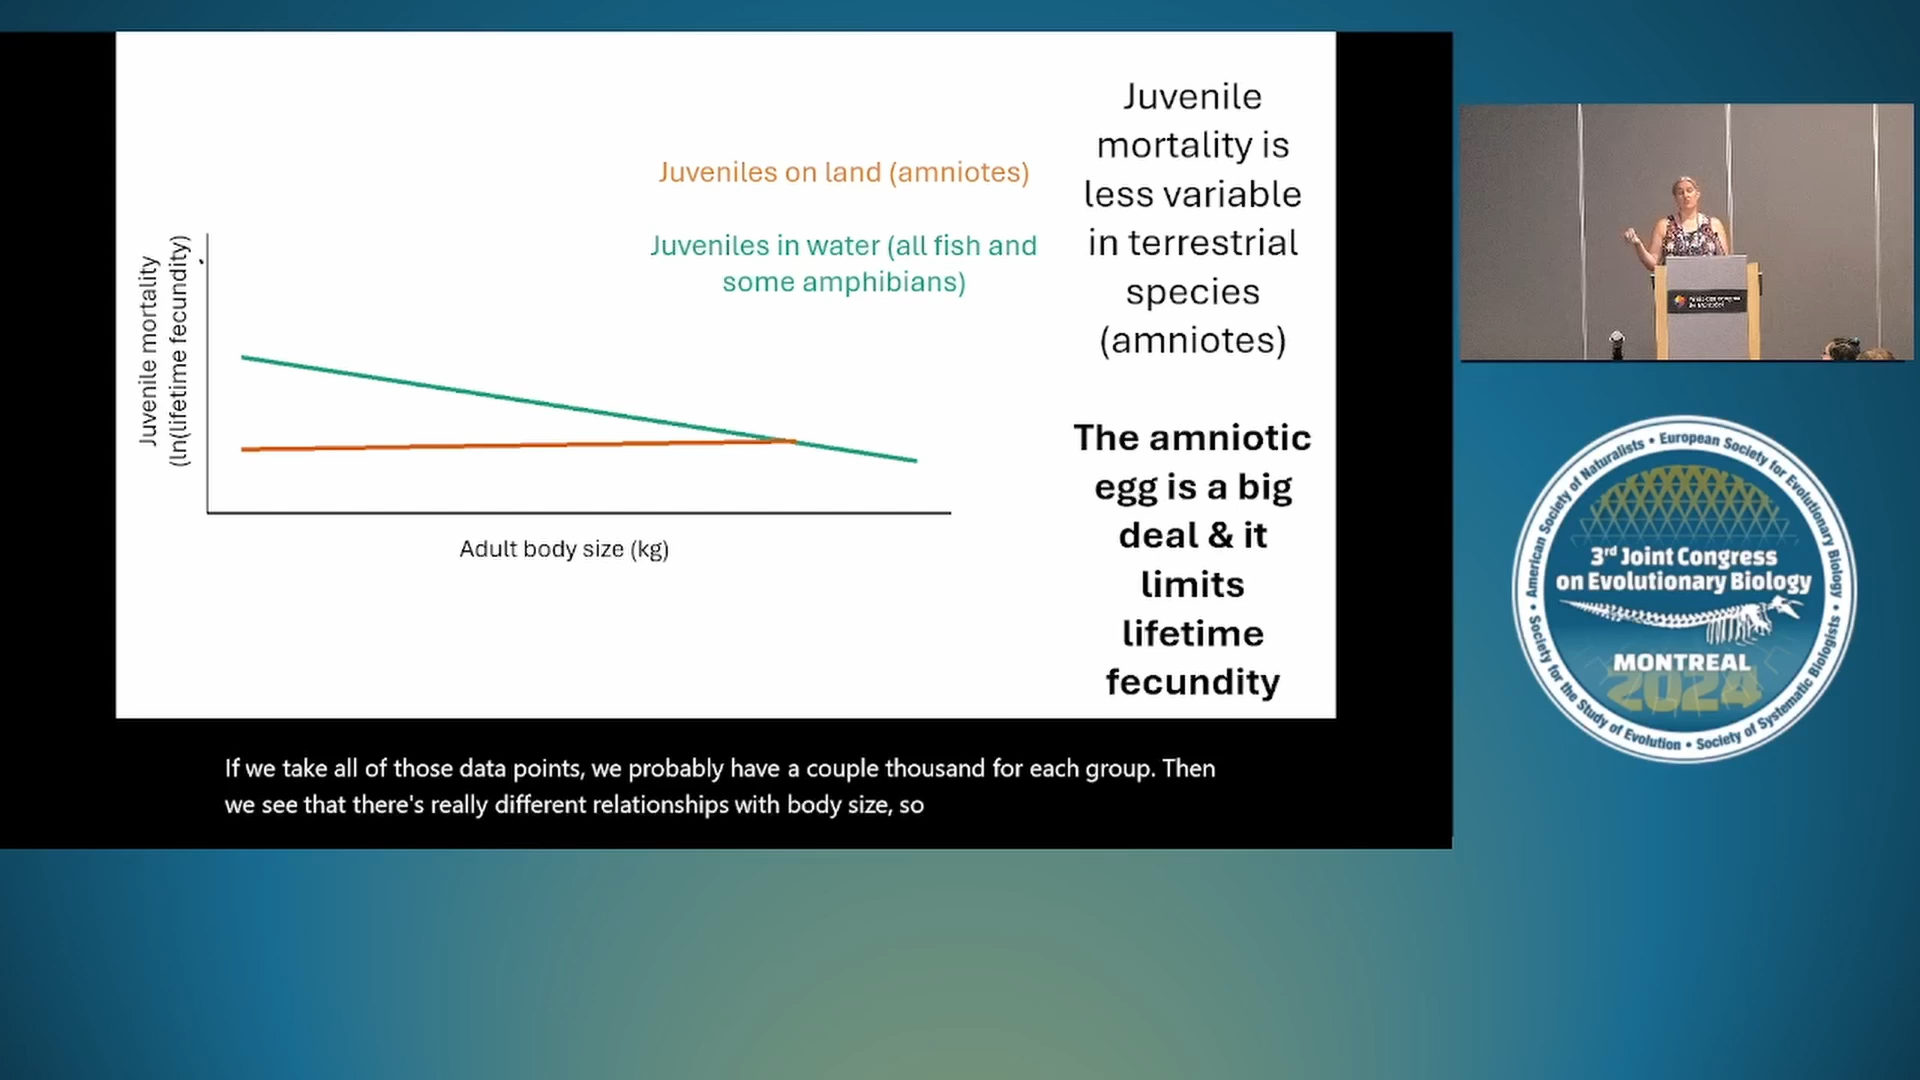 Juvenile
mortality is
less variable
in terrestrial
species
(amniotes)
The amniotic
egg is a big
deal & it
limits
lifetime
fecundity
Juveniles on land (amniotes)
Juveniles in water (all fish and
some amphibians)
Juvenile mortality
(ln(lifetime fecundity)
Adult body size (kg)
If we take all of those data points, we probably have a couple thousand for each group. Then
we see that there's really different relationships with body size, so
American Society of Naturalists • European Society for Evolutionary Biology •
Society of Systematic Biologists • Society for the Study of Evolution •
3rd Joint Congress
on Evolutionary Biology
MONTREAL
2024